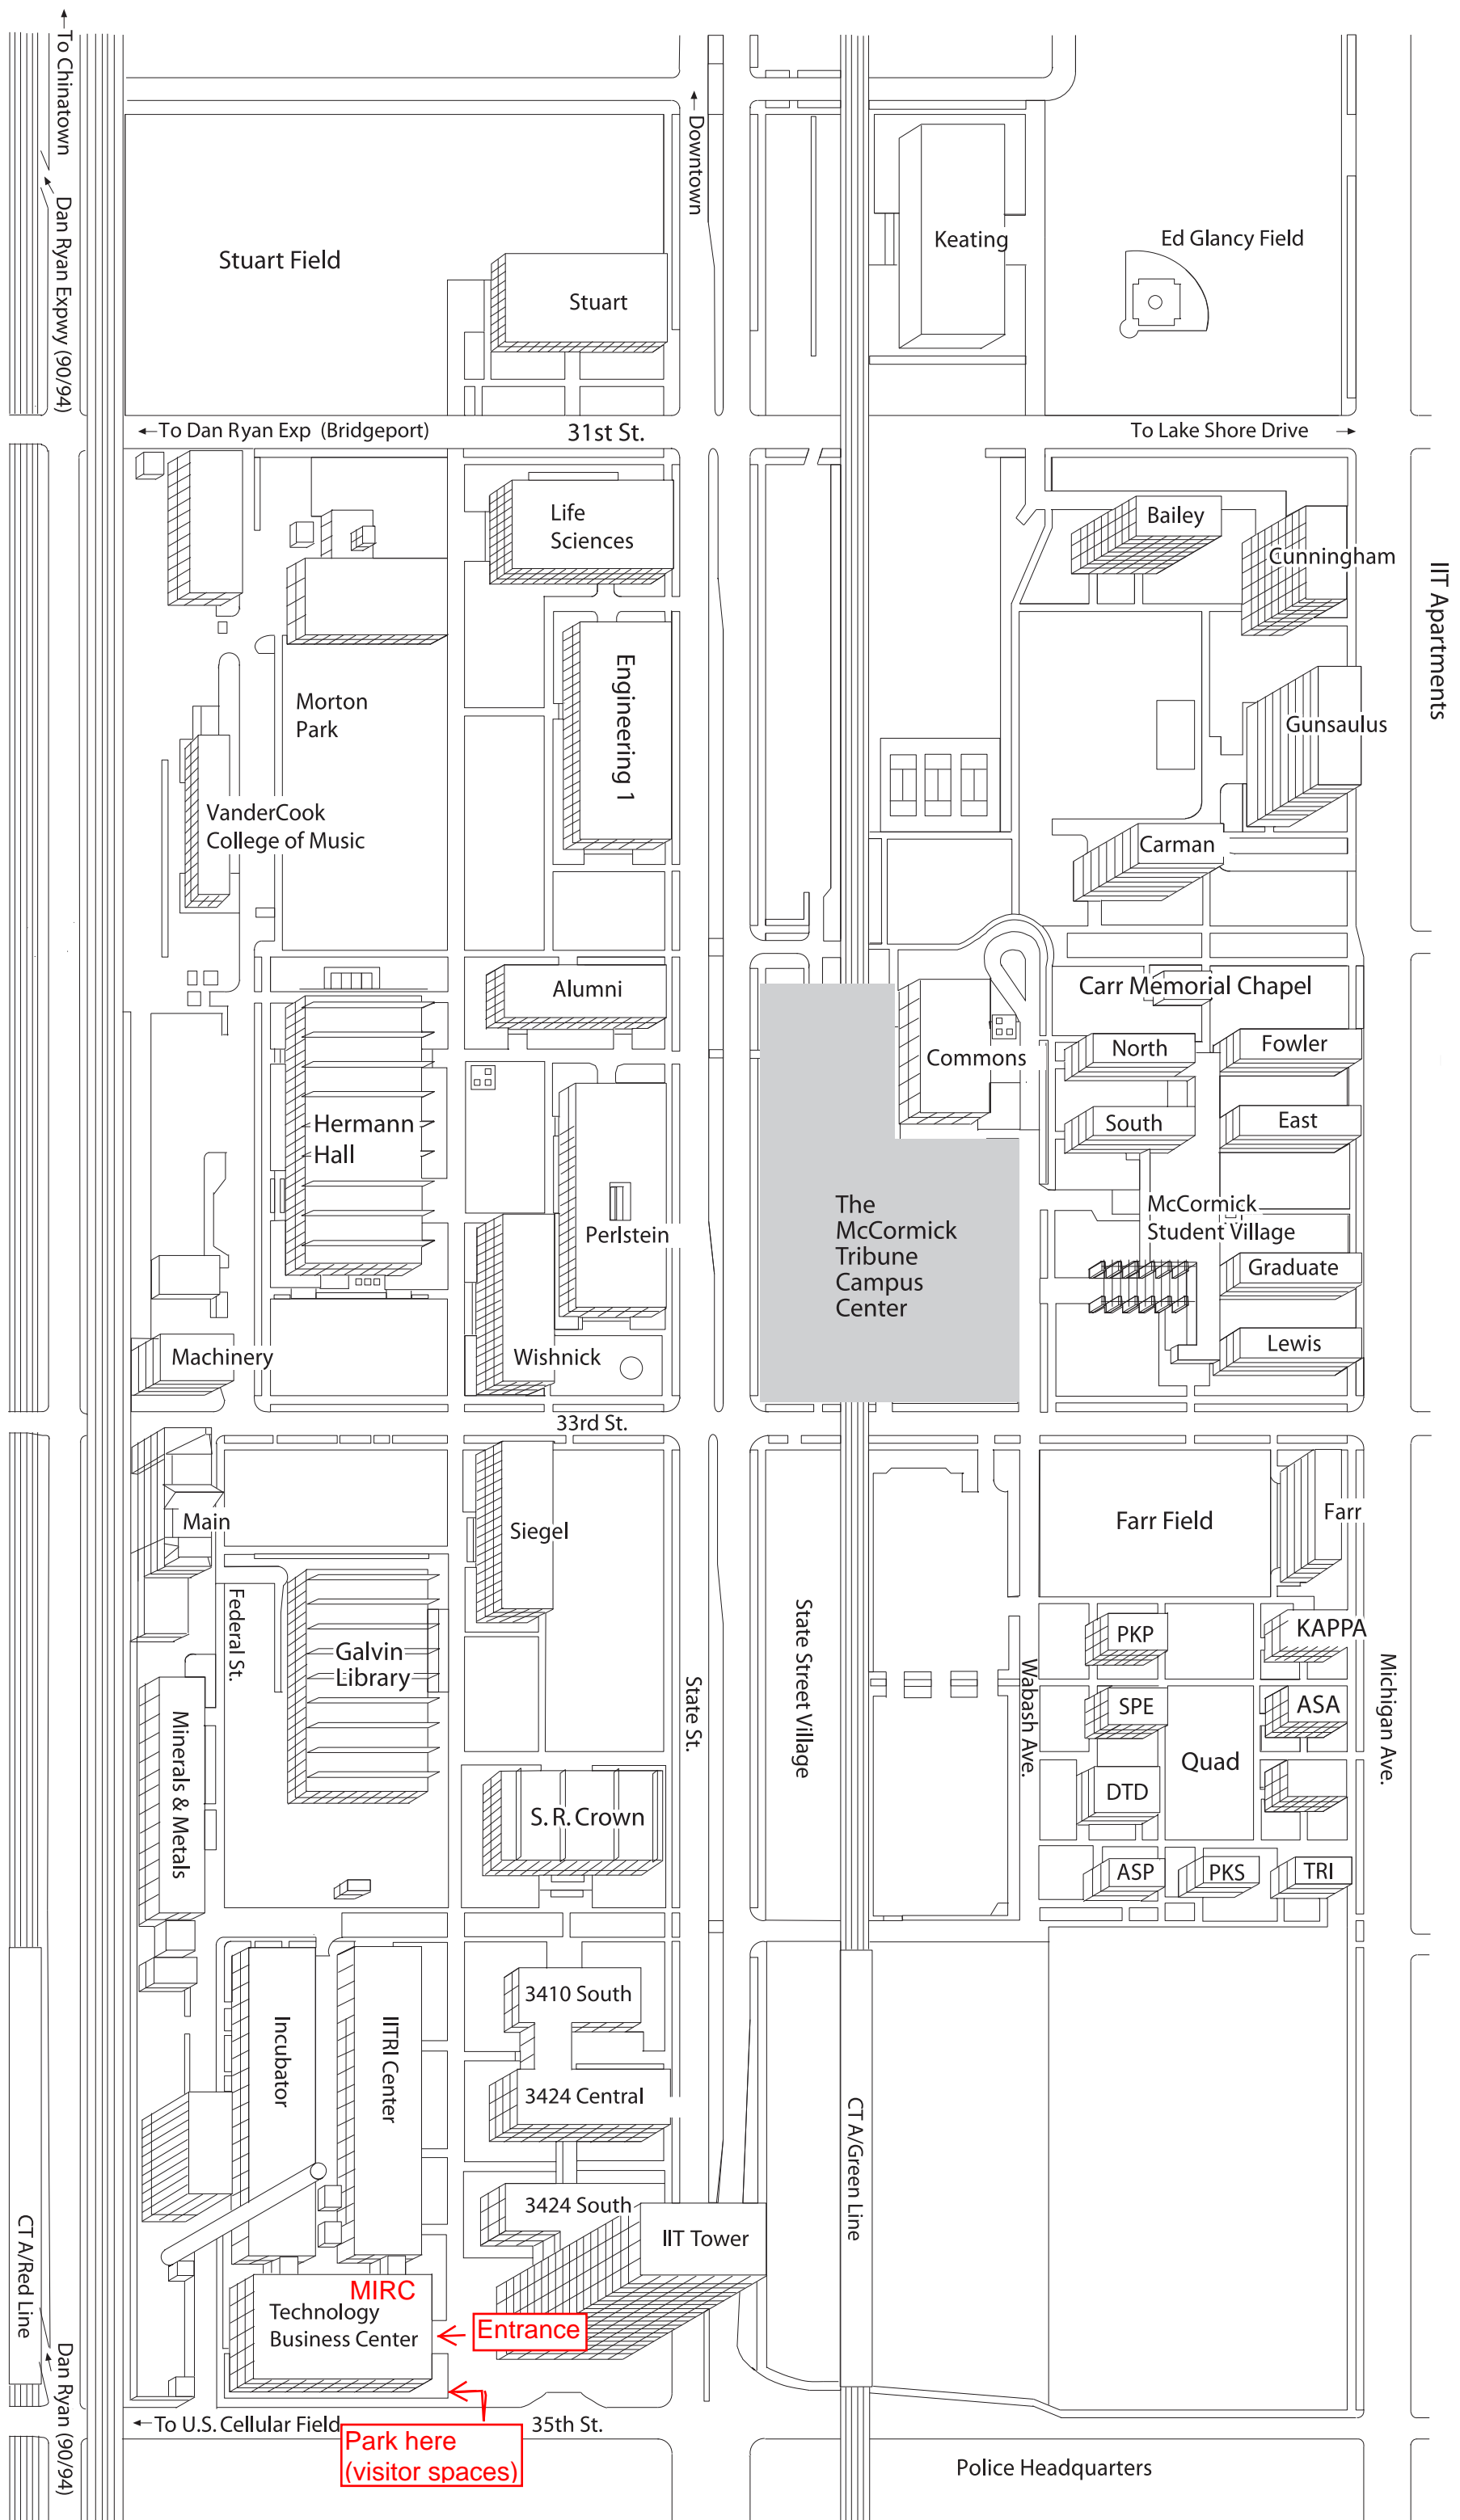 To Chinatown
Dan Ryan Expwy (90/94)
Downtown
Stuart Field
Stuart
Keating
Ed Glancy Field
To Dan Ryan Exp (Bridgeport)
31st St.
To Lake Shore Drive
Life
Sciences
Bailey
Cunningham
IIT Apartments
Engineering 1
Morton
Park
Gunsaulus
VanderCook
College of Music
Carman
Alumni
Carr Memorial Chapel
Commons
North
Fowler
Hermann
Hall
South
East
Perlstein
The
McCormick
Tribune
Campus
Center
McCormick
Student Village
Graduate
Machinery
Wishnick
Lewis
33rd St.
Main
Siegel
Farr Field
Farr
Federal St.
Galvin
Library
State St.
State Street Village
Wabash Ave.
PKP
KAPPA
Michigan Ave.
SPE
ASA
Quad
Minerals & Metals
DTD
S. R. Crown
ASP
PKS
TRI
3410 South
Incubator
IITRI Center
3424 Central
CTA/Green Line
3424 South
IIT Tower
CTA/Red Line
MIRC
Technology
Business Center
Entrance
Dan Ryan (90/94)
To U.S. Cellular Field
35th St.
Park here
(visitor spaces)
Police Headquarters